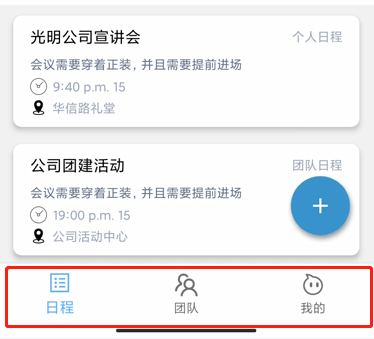 光明公司宣讲会 个人日程
会议需要穿着正装，并且需要提前进场
9:40 p.m. 15
华信路礼堂
公司团建活动 团队日程
会议需要穿着正装，并且需要提前进场
19:00 p.m. 15
公司活动中心
日程 团队 我的